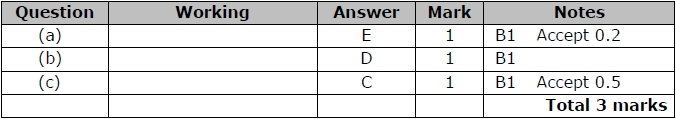 Question Working Answer Mark Notes
(a) E 1 B1 Accept 0.2
(b) D 1 B1
(c) C 1 B1 Accept 0.5
Total 3 marks